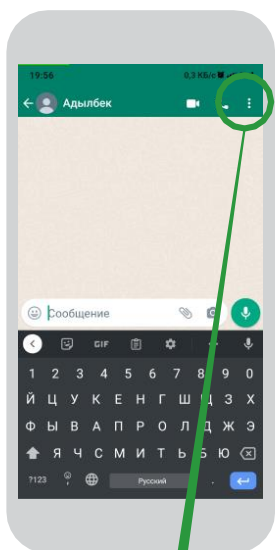 19:56 0,3 КБ/с
Адылбек
Сообщение
GIF
1 2 3 4 5 6 7 8 9 0
Й Ц У К Е Н Г Ш Щ З Х
Ф Ы В А П Р О Л Д Ж Э
Я Ч С М И Т Ь Б Ю
?123 , Русский .